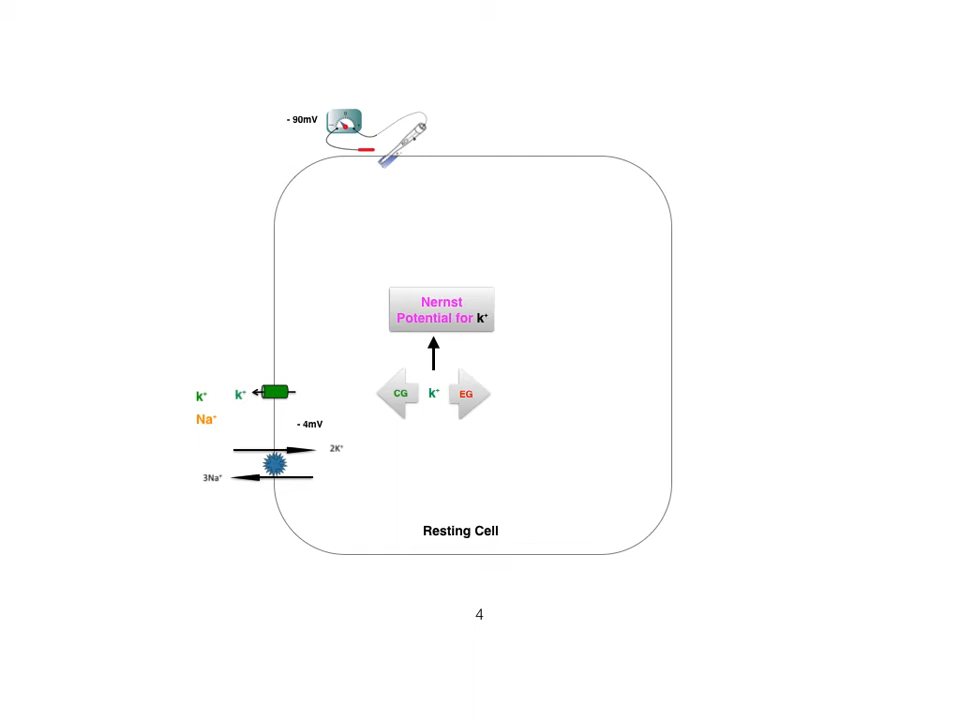 - 90mV
Nernst
Potential for k⁺
CG k⁺ EG
k⁺ k⁺
Na⁺
- 4mV
2K⁺
3Na⁺
Resting Cell
4